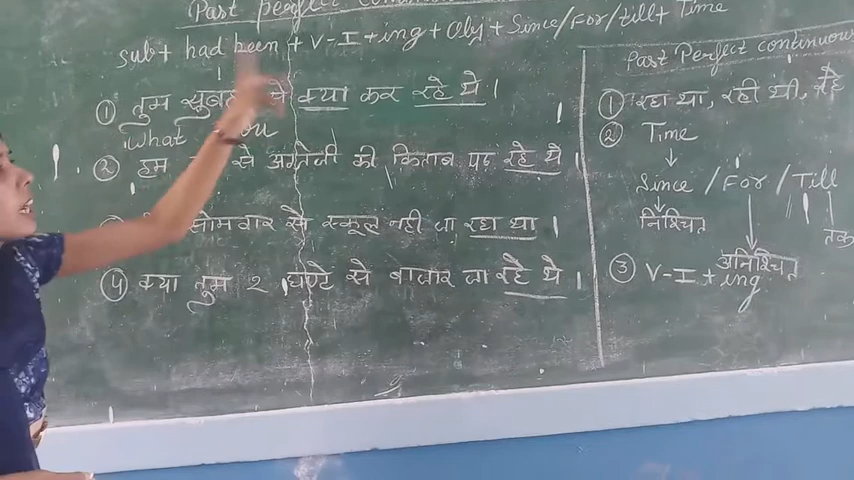 Past perfect
sub+ had been + V-I +ing + Obj + Since/For/till+ Time
① तुम सुबह से क्या कर रहे थे।
What you
② हम से अंग्रेजी की किताब पढ़ रहे थे।
सोमवार से स्कूल नही जा रहा था।
④ क्या तुम 2 घण्टे से बाजार जा रहे थे।
Past Perfect continuous
① रहा था, रही थी, रहे
② Time
Since / For / Till
निश्चित तक
अनिश्चित
③ V-I + ing